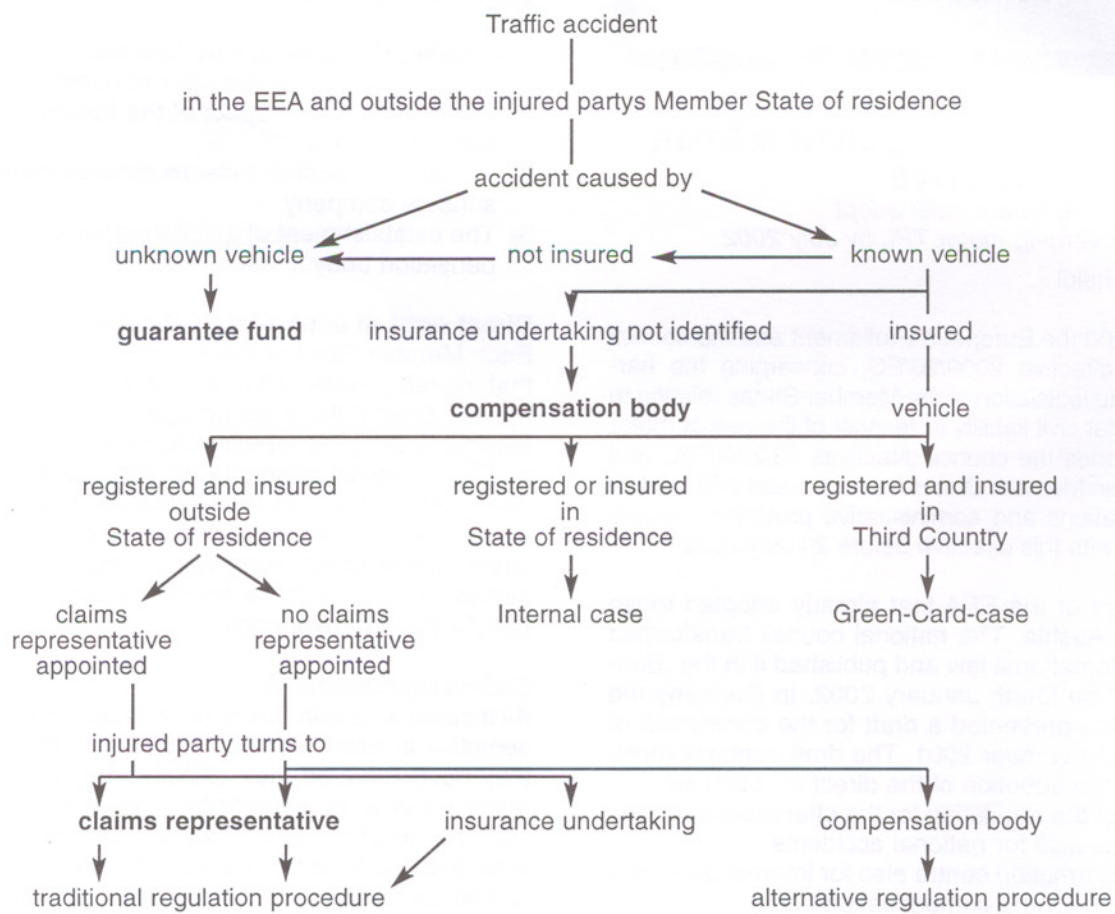 Traffic accident
in the EEA and outside the injured partys Member State of residence
accident caused by
unknown vehicle
not insured
known vehicle
guarantee fund
insurance undertaking not identified
insured
compensation body
vehicle
registered and insured
outside
State of residence
registered or insured
in
State of residence
registered and insured
in
Third Country
claims
representative
appointed
no claims
representative
appointed
Internal case
Green-Card-case
injured party turns to
claims representative
insurance undertaking
compensation body
traditional regulation procedure
alternative regulation procedure